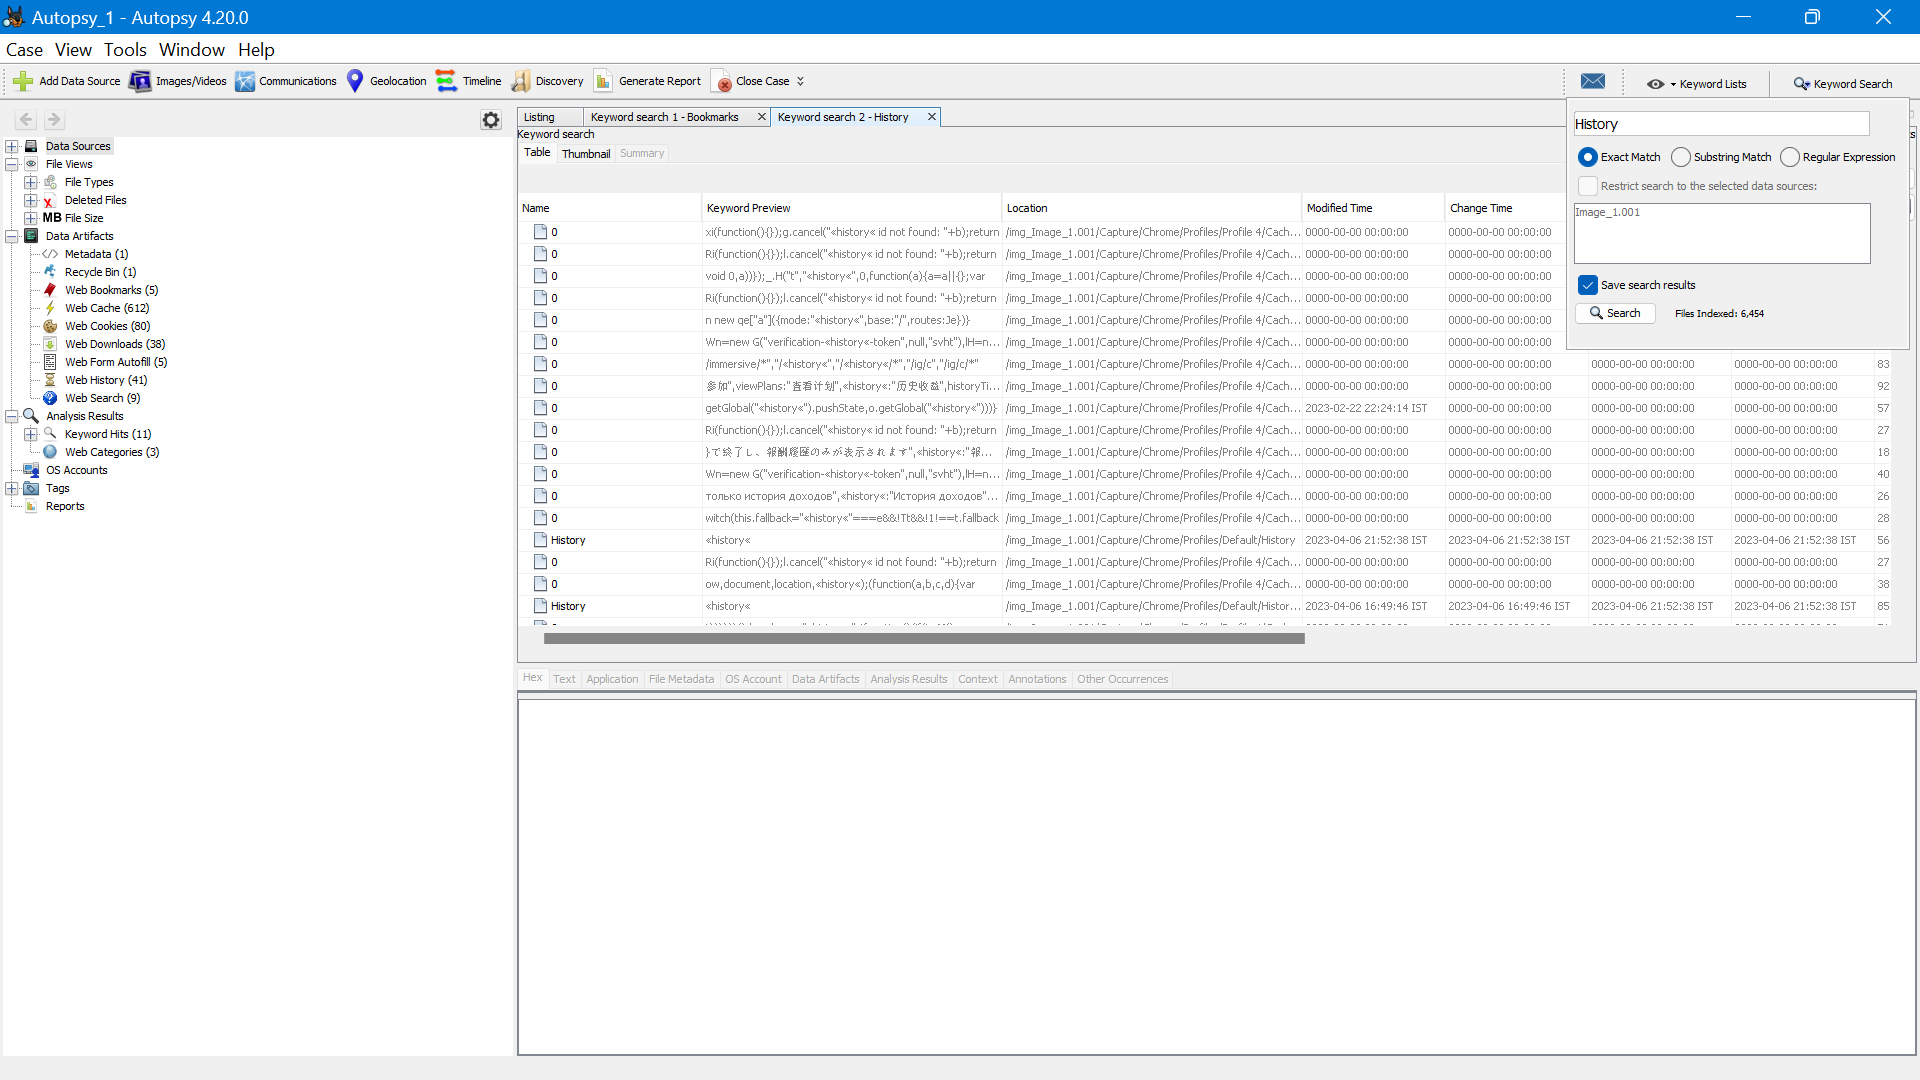 Autopsy_1 - Autopsy 4.20.0
Case View Tools Window Help
Add Data Source Images/Videos Communications Geolocation Timeline Discovery Generate Report Close Case Keyword Lists Keyword Search
Data Sources
File Views
File Types
Deleted Files
MB File Size
Data Artifacts
Metadata (1)
Recycle Bin (1)
Web Bookmarks (5)
Web Cache (612)
Web Cookies (80)
Web Downloads (38)
Web Form Autofill (5)
Web History (41)
Web Search (9)
Analysis Results
Keyword Hits (11)
Web Categories (3)
OS Accounts
Tags
Reports
Listing Keyword search 1 - Bookmarks Keyword search 2 - History
Keyword search
Table Thumbnail Summary
Name Keyword Preview Location Modified Time Change Time
0 xi(function(){});g.cancel("«history« id not found: "+b);return /img_Image_1.001/Capture/Chrome/Profiles/Profile 4/Cach... 0000-00-00 00:00:00 0000-00-00 00:00:00
0 Ri(function(){});l.cancel("«history« id not found: "+b);return /img_Image_1.001/Capture/Chrome/Profiles/Profile 4/Cach... 0000-00-00 00:00:00 0000-00-00 00:00:00
0 void 0,a))});_.H("t","«history«",0,function(a){a=a||{};var /img_Image_1.001/Capture/Chrome/Profiles/Profile 4/Cach... 0000-00-00 00:00:00 0000-00-00 00:00:00
0 Ri(function(){});l.cancel("«history« id not found: "+b);return /img_Image_1.001/Capture/Chrome/Profiles/Profile 4/Cach... 0000-00-00 00:00:00 0000-00-00 00:00:00
0 n new qe["a"]({mode:"«history«",base:"/",routes:Je})} /img_Image_1.001/Capture/Chrome/Profiles/Profile 4/Cach... 0000-00-00 00:00:00 0000-00-00 00:00:00
0 Wn=new G("verification-«history«-token",null,"svht"),lH=n... /img_Image_1.001/Capture/Chrome/Profiles/Profile 4/Cach... 0000-00-00 00:00:00 0000-00-00 00:00:00
0 /immersive/*","/«history«","/«history«/*","/ig/c","/ig/c/*" /img_Image_1.001/Capture/Chrome/Profiles/Profile 4/Cach... 0000-00-00 00:00:00 0000-00-00 00:00:00 0000-00-00 00:00:00 0000-00-00 00:00:00 83
0 参加",viewPlans:"查看计划",«history«:"历史收益",historyTi... /img_Image_1.001/Capture/Chrome/Profiles/Profile 4/Cach... 0000-00-00 00:00:00 0000-00-00 00:00:00 0000-00-00 00:00:00 0000-00-00 00:00:00 92
0 getGlobal("«history«").pushState,o.getGlobal("«history«")))} /img_Image_1.001/Capture/Chrome/Profiles/Profile 4/Cach... 2023-02-22 22:24:14 IST 0000-00-00 00:00:00 0000-00-00 00:00:00 0000-00-00 00:00:00 57
0 Ri(function(){});l.cancel("«history« id not found: "+b);return /img_Image_1.001/Capture/Chrome/Profiles/Profile 4/Cach... 0000-00-00 00:00:00 0000-00-00 00:00:00 0000-00-00 00:00:00 0000-00-00 00:00:00 27
0 }で終了し、報酬履歴のみが表示されます",«history«:"報... /img_Image_1.001/Capture/Chrome/Profiles/Profile 4/Cach... 0000-00-00 00:00:00 0000-00-00 00:00:00 0000-00-00 00:00:00 0000-00-00 00:00:00 18
0 Wn=new G("verification-«history«-token",null,"svht"),lH=n... /img_Image_1.001/Capture/Chrome/Profiles/Profile 4/Cach... 0000-00-00 00:00:00 0000-00-00 00:00:00 0000-00-00 00:00:00 0000-00-00 00:00:00 40
0 только история доходов",«history«:"История доходов"... /img_Image_1.001/Capture/Chrome/Profiles/Profile 4/Cach... 0000-00-00 00:00:00 0000-00-00 00:00:00 0000-00-00 00:00:00 0000-00-00 00:00:00 26
0 witch(this.fallback="«history«"===e&&!Tt&&!1!==t.fallback /img_Image_1.001/Capture/Chrome/Profiles/Profile 4/Cach... 0000-00-00 00:00:00 0000-00-00 00:00:00 0000-00-00 00:00:00 0000-00-00 00:00:00 28
History «history« /img_Image_1.001/Capture/Chrome/Profiles/Default/History 2023-04-06 21:52:38 IST 2023-04-06 21:52:38 IST 2023-04-06 21:52:38 IST 2023-04-06 21:52:38 IST 56
0 Ri(function(){});l.cancel("«history« id not found: "+b);return /img_Image_1.001/Capture/Chrome/Profiles/Profile 4/Cach... 0000-00-00 00:00:00 0000-00-00 00:00:00 0000-00-00 00:00:00 0000-00-00 00:00:00 27
0 ow,document,location,«history«);(function(a,b,c,d){var /img_Image_1.001/Capture/Chrome/Profiles/Profile 4/Cach... 0000-00-00 00:00:00 0000-00-00 00:00:00 0000-00-00 00:00:00 0000-00-00 00:00:00 38
History «history« /img_Image_1.001/Capture/Chrome/Profiles/Default/Histor... 2023-04-06 16:49:46 IST 2023-04-06 16:49:46 IST 2023-04-06 21:52:38 IST 2023-04-06 21:52:38 IST 85
History
Exact Match Substring Match Regular Expression
Restrict search to the selected data sources:
Image_1.001
Save search results
Search Files Indexed: 6,454
Hex Text Application File Metadata OS Account Data Artifacts Analysis Results Context Annotations Other Occurrences